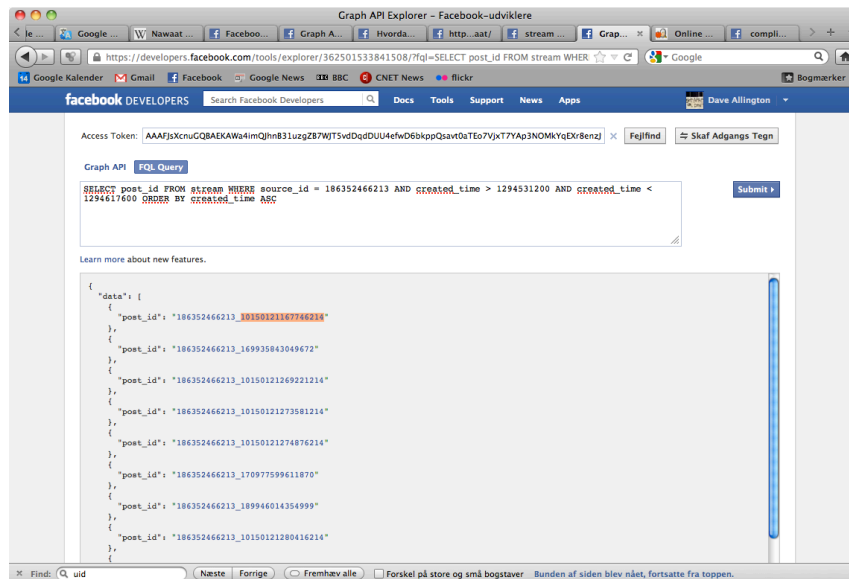 Graph API Explorer – Facebook-udviklere
le ... Google ... Nawaat ... Faceboo... Graph A... Hvorda... http...aat/ stream ... Grap... Online ... compli...
https://developers.facebook.com/tools/explorer/362501533841508/?fql=SELECT post_id FROM stream WHER
Google
Google Kalender Gmail Facebook Google News BBC CNET News flickr Bogmærker
facebook DEVELOPERS Search Facebook Developers Docs Tools Support News Apps Dave Allington
Access Token: Fejlfind Skaf Adgangs Tegn
Graph API FQL Query
SELECT post_id FROM stream WHERE source_id = 186352466213 AND created_time > 1294531200 AND created_time <
1294617600 ORDER BY created_time ASC
Submit
Learn more about new features.
{
"data": [
{
"post_id": "186352466213_10150121167746214"
},
{
"post_id": "186352466213_169935843049672"
},
{
"post_id": "186352466213_10150121269221214"
},
{
"post_id": "186352466213_10150121273581214"
},
{
"post_id": "186352466213_10150121274876214"
},
{
"post_id": "186352466213_170977599611870"
},
{
"post_id": "186352466213_189946014354999"
},
{
"post_id": "186352466213_10150121280416214"
},
{
× Find: uid Næste Forrige Fremhæv alle Forskel på store og små bogstaver Bunden af siden blev nået, fortsatte fra toppen.